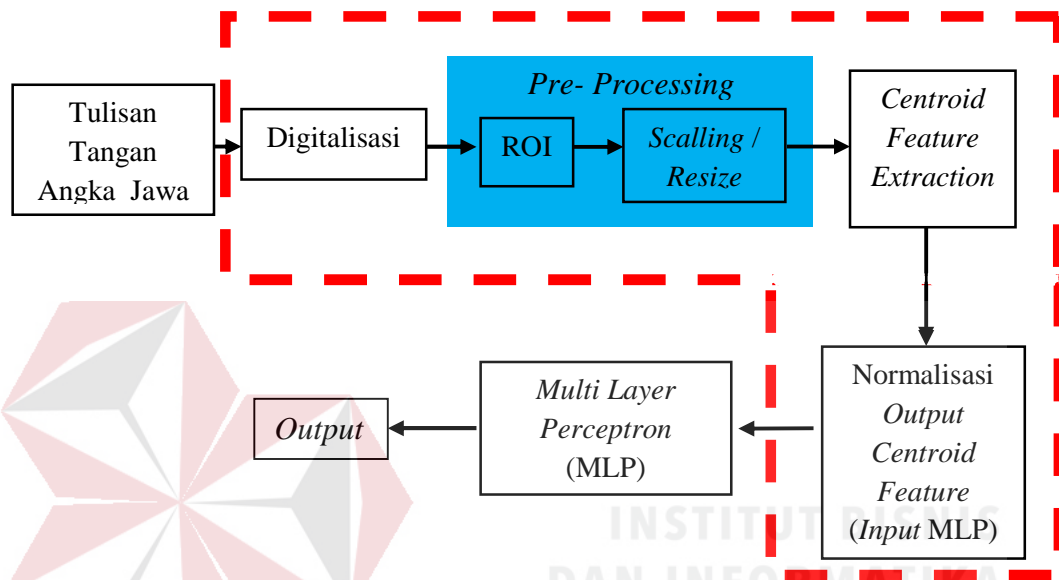 Pre- Processing
Tulisan
Tangan
Angka Jawa
Digitalisasi
ROI
Scalling /
Resize
Centroid
Feature
Extraction
Normalisasi
Output
Centroid
Feature
(Input MLP)
Multi Layer
Perceptron
(MLP)
Output
INSTITUT BISNIS
DAN INFORMATIKA